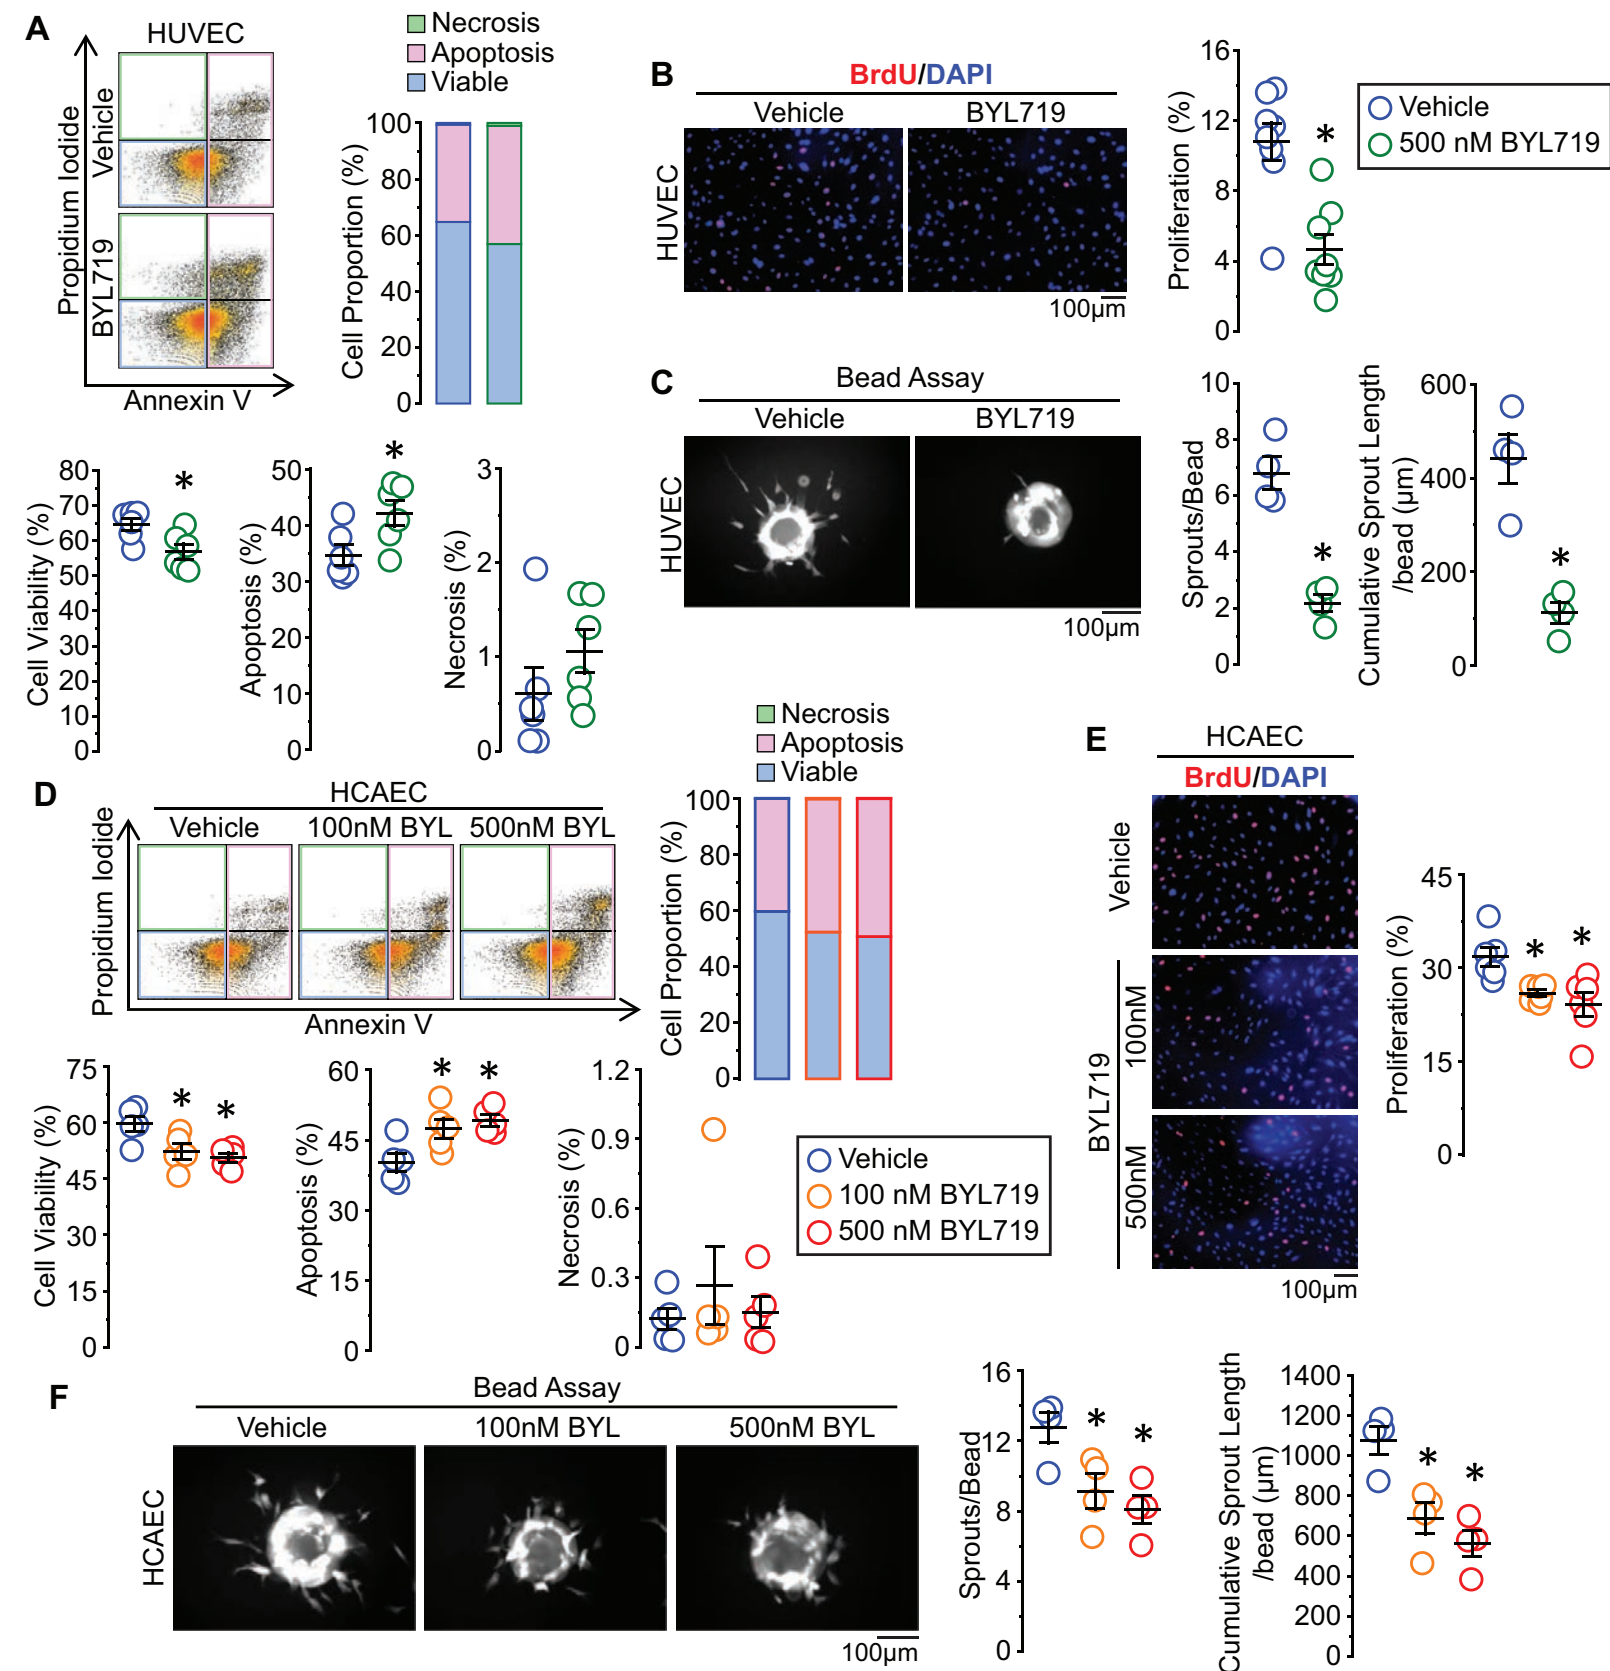 A
HUVEC
Necrosis
Apoptosis
Viable
Propidium Iodide
Vehicle
BYL719
Annexin V
Cell Proportion (%)
100
80
60
40
20
0
Cell Viability (%)
80
70
60
50
40
30
20
10
0
*
Apoptosis (%)
50
40
30
20
10
0
*
Necrosis (%)
3
2
1
0
B
BrdU/DAPI
Vehicle
BYL719
HUVEC
100µm
Proliferation (%)
16
12
8
4
0
*
Vehicle
500 nM BYL719
C
Bead Assay
Vehicle
BYL719
HUVEC
100µm
Sprouts/Bead
10
8
6
4
2
0
*
Cumulative Sprout Length
/bead (µm)
600
400
200
0
*
D
HCAEC
Vehicle
100nM BYL
500nM BYL
Propidium Iodide
Annexin V
Necrosis
Apoptosis
Viable
Cell Proportion (%)
100
80
60
40
20
0
Cell Viability (%)
75
60
45
30
15
0
*
*
Apoptosis (%)
60
45
30
15
0
*
*
Necrosis (%)
1.2
0.9
0.6
0.3
0
Vehicle
100 nM BYL719
500 nM BYL719
E
HCAEC
BrdU/DAPI
Vehicle
BYL719
100nM
500nM
100µm
Proliferation (%)
45
30
15
0
*
*
F
Bead Assay
Vehicle
100nM BYL
500nM BYL
HCAEC
100µm
Sprouts/Bead
16
12
8
4
0
*
*
Cumulative Sprout Length
/bead (µm)
1400
1200
1000
800
600
400
200
0
*
*